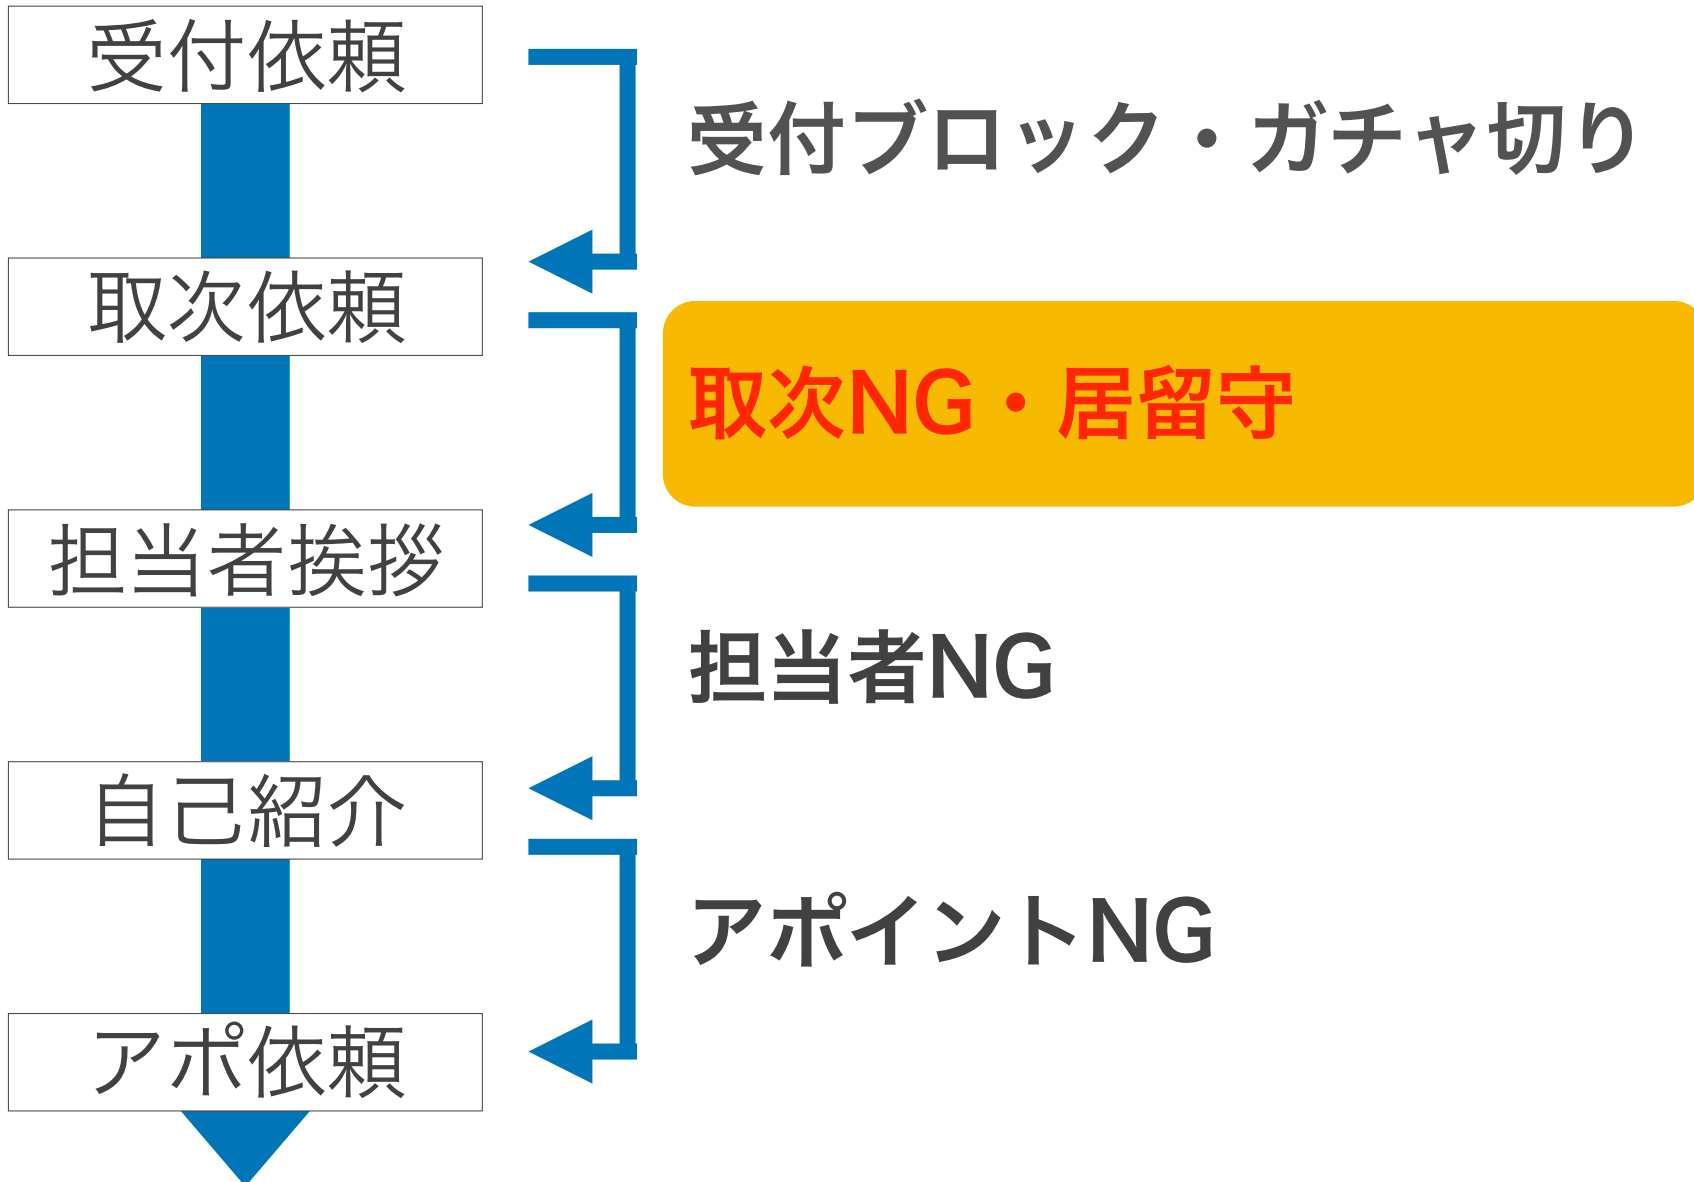 受付依頼
受付ブロック・ガチャ切り
取次依頼
取次NG・居留守
担当者挨拶
担当者NG
自己紹介
アポイントNG
アポ依頼